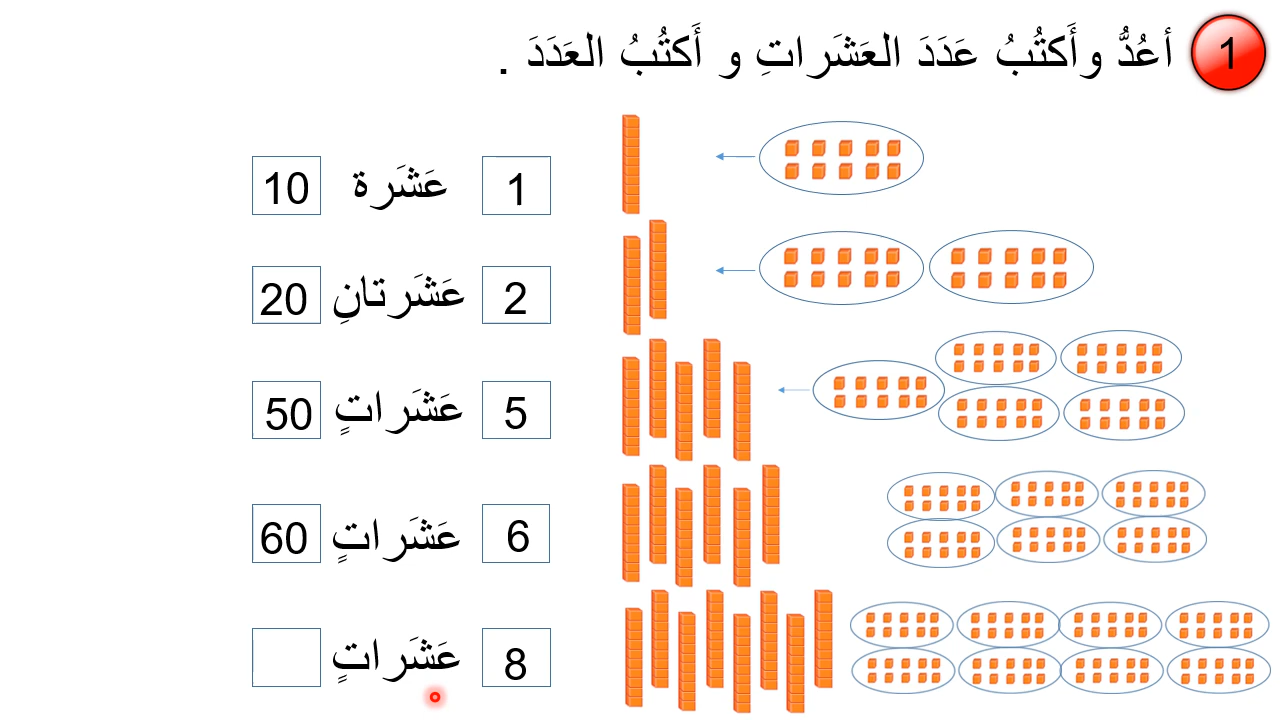 1 أعُدُّ وأَكتُبُ عَدَدَ العَشَراتِ و أَكتُبُ العَدَدَ .
1 عَشَرة 10
2 عَشَرتانِ 20
5 عَشَراتٍ 50
6 عَشَراتٍ 60
8 عَشَراتٍ